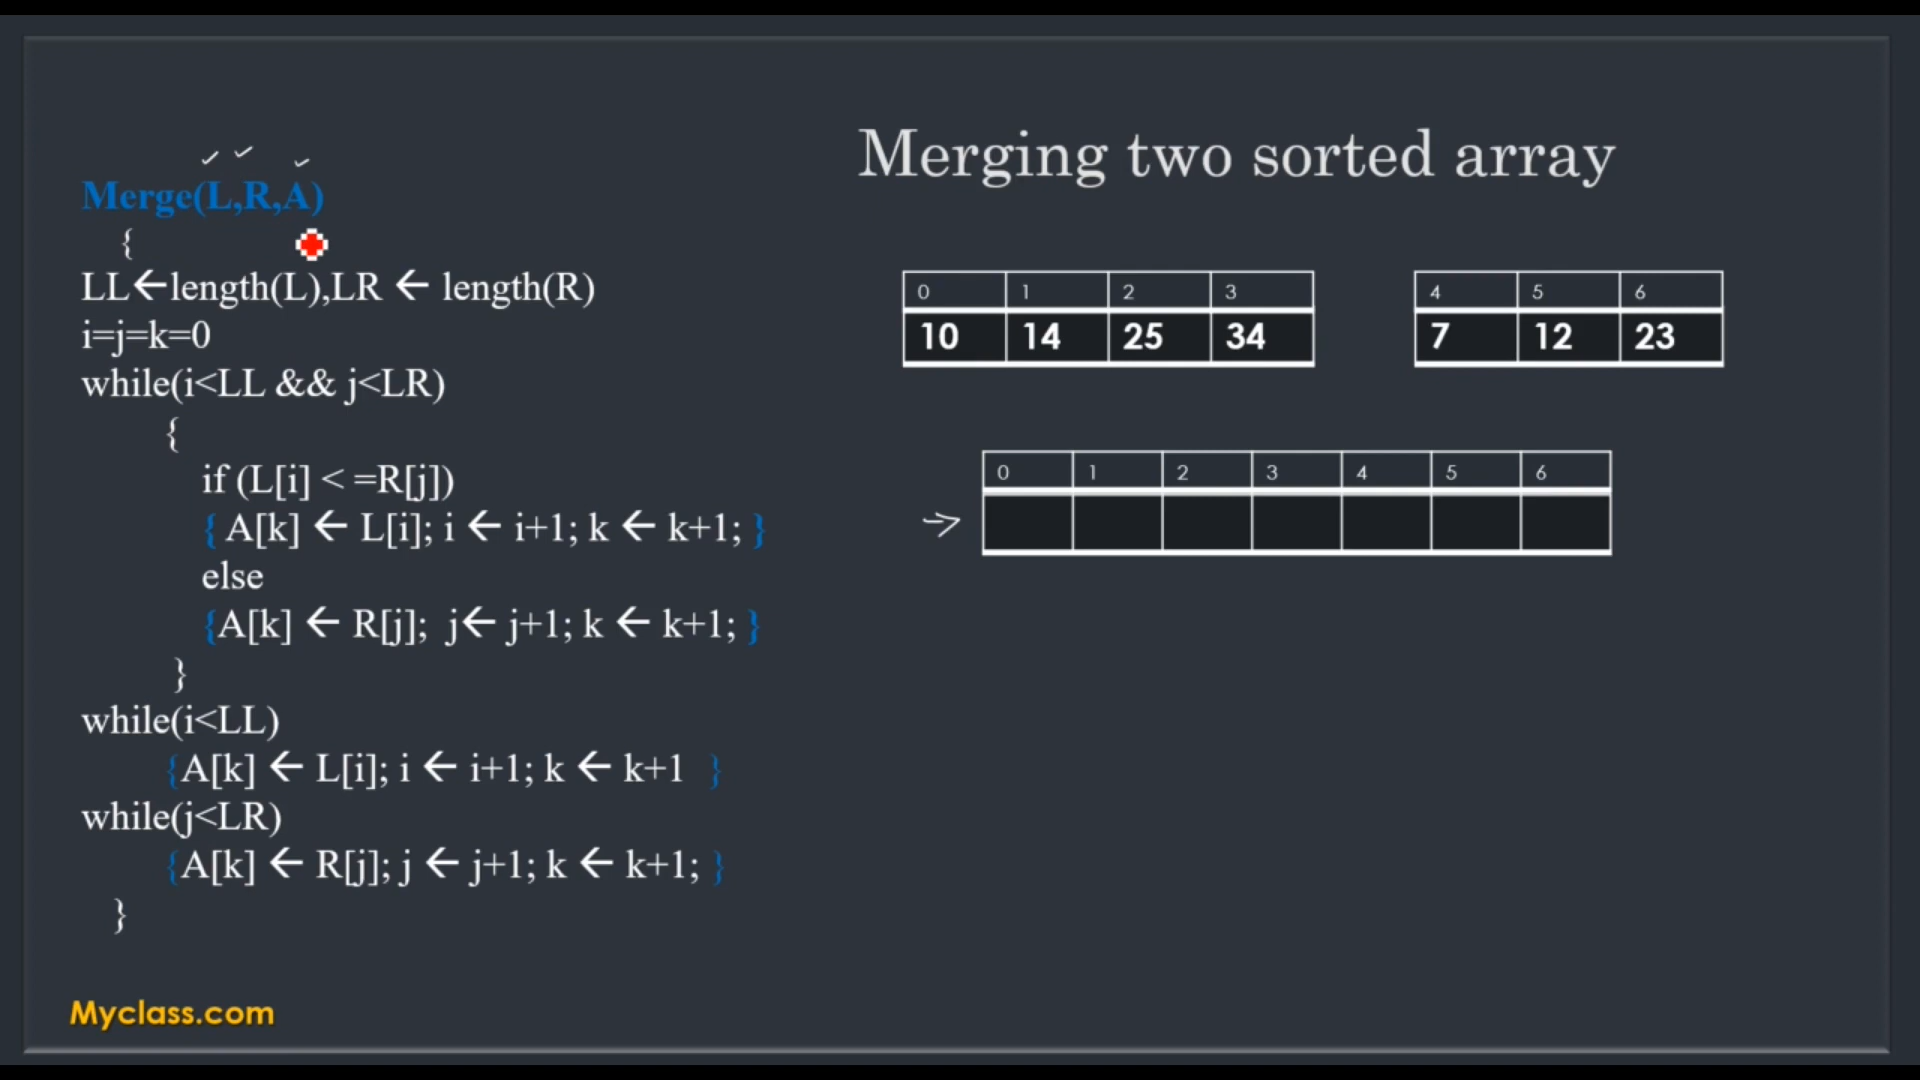 Merging two sorted array
Merge(L,R,A)
{
LL←length(L),LR ← length(R)
i=j=k=0
while(i<LL && j<LR)
{
if (L[i] < =R[j])
{ A[k] ← L[i]; i ← i+1; k ← k+1; }
else
{A[k] ← R[j]; j← j+1; k ← k+1; }
}
while(i<LL)
{A[k] ← L[i]; i ← i+1; k ← k+1 }
while(j<LR)
{A[k] ← R[j]; j ← j+1; k ← k+1; }
}
0 1 2 3
10 14 25 34
4 5 6
7 12 23
0 1 2 3 4 5 6
Myclass.com